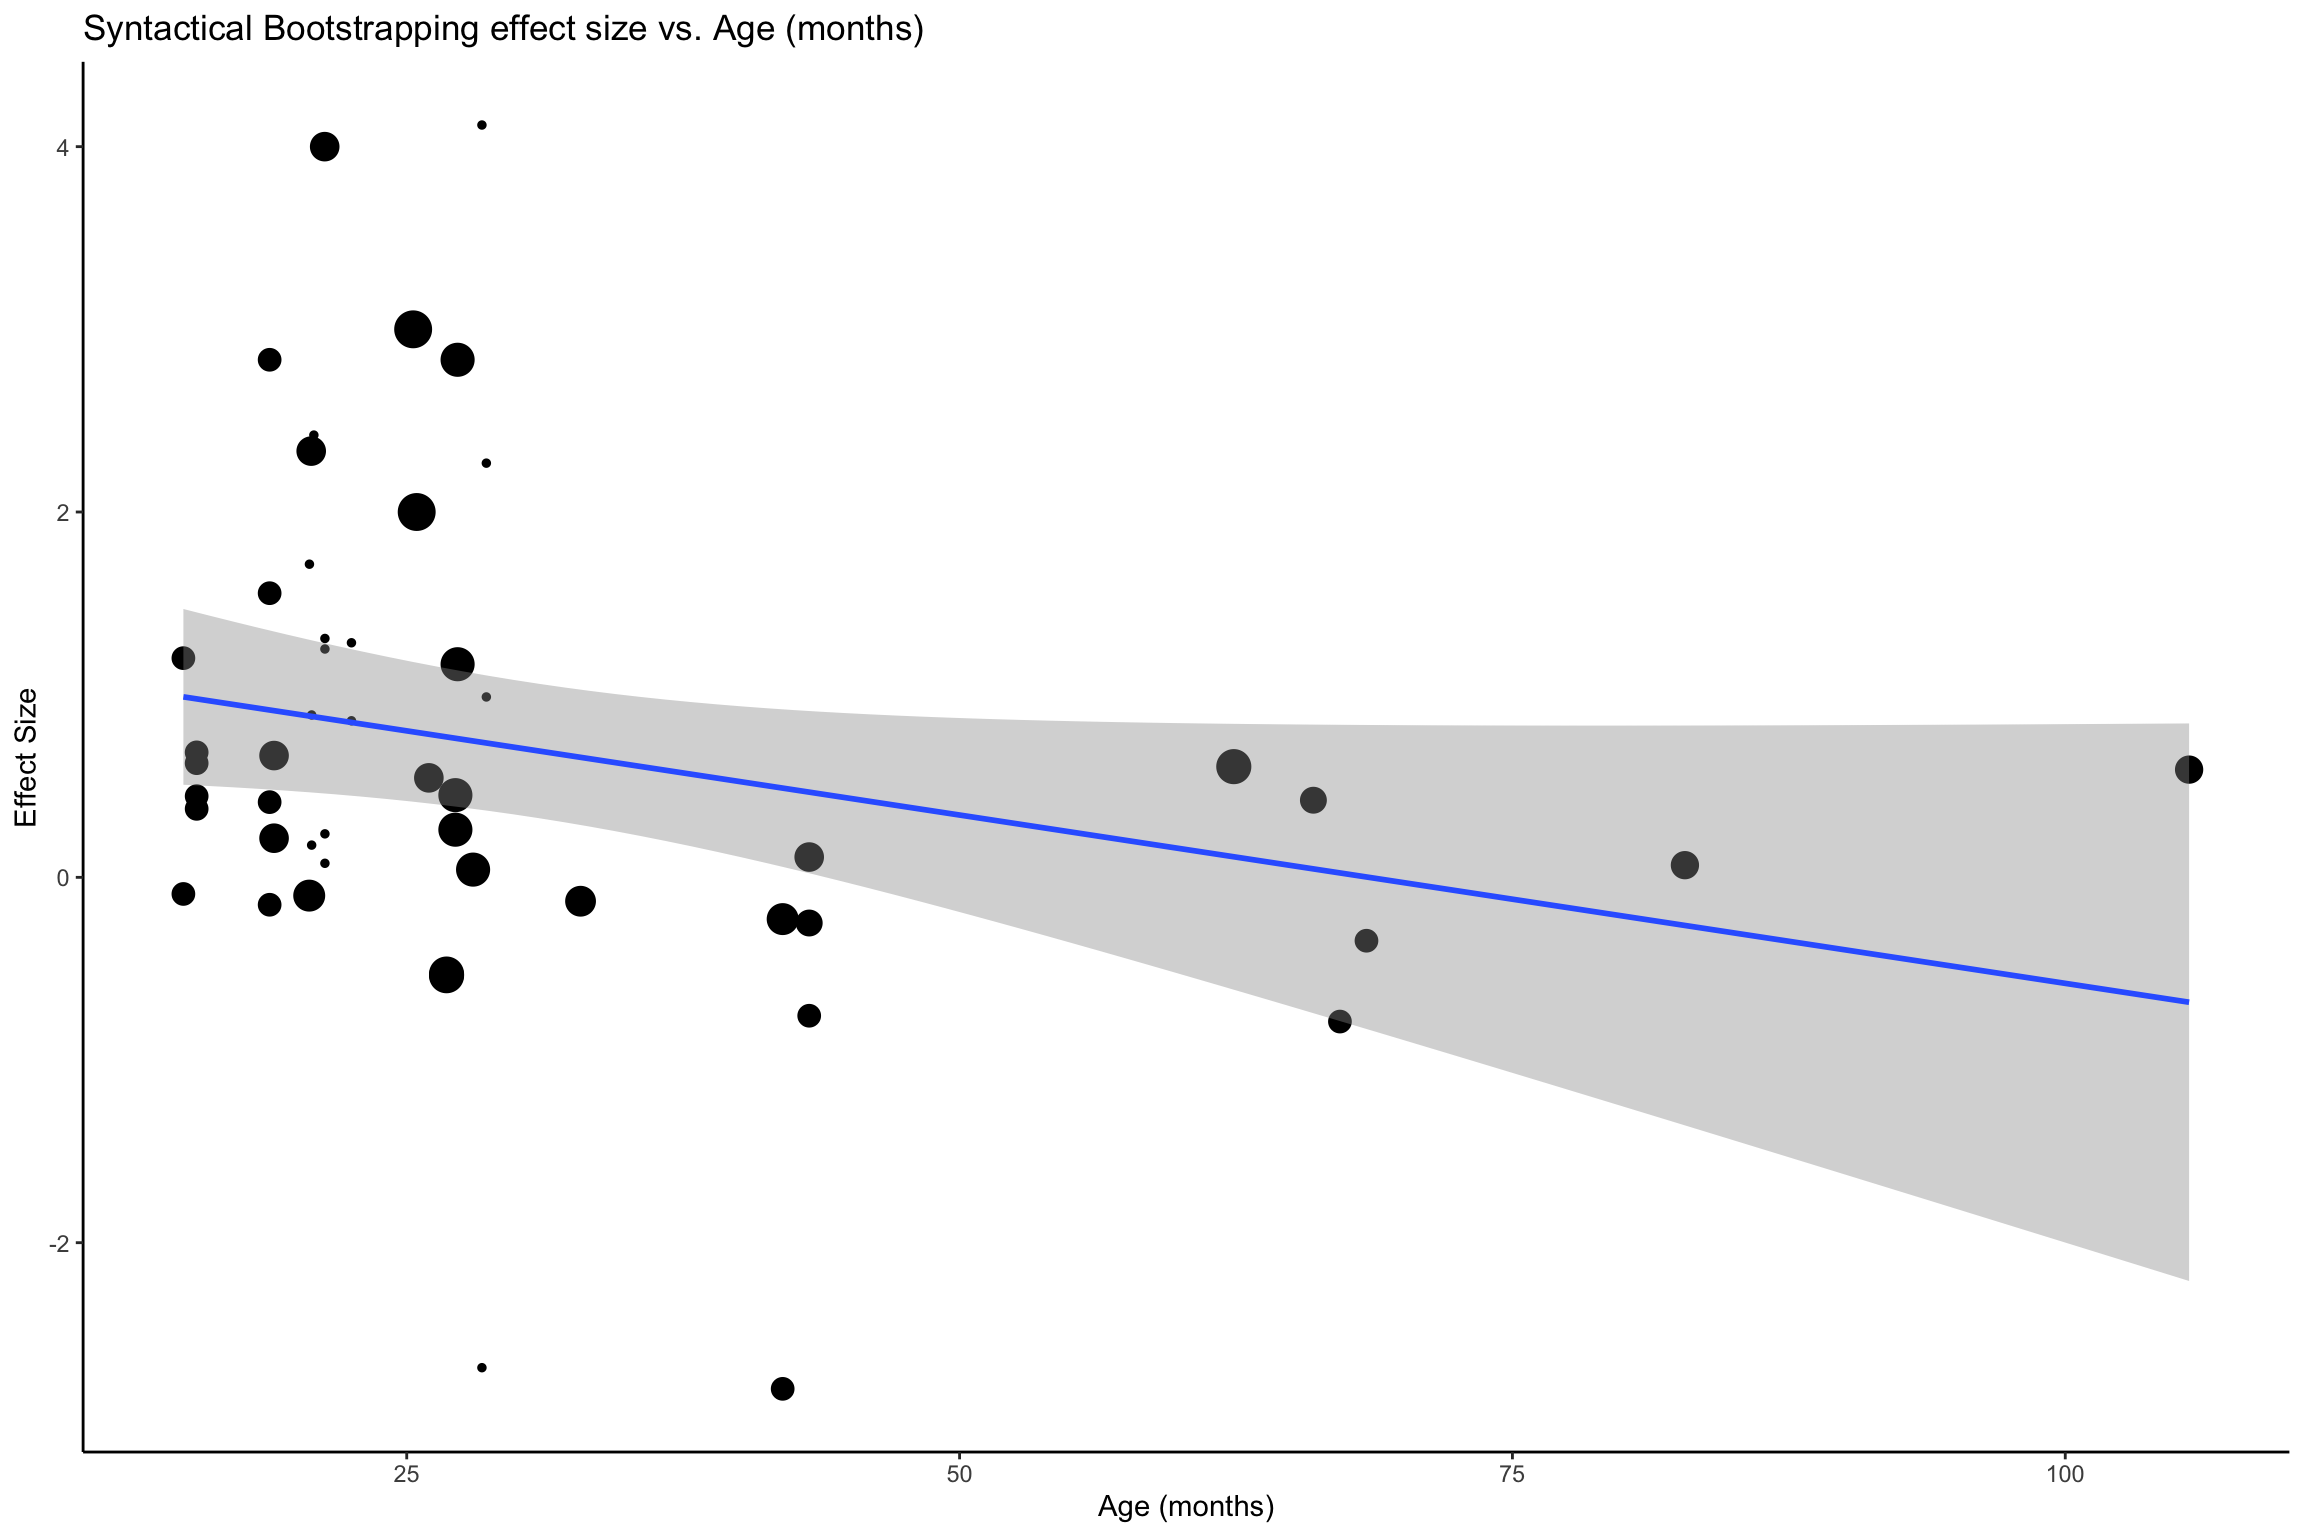 Syntactical Bootstrapping effect size vs. Age (months)
4
2
0
-2
Effect Size
25 50 75 100
Age (months)